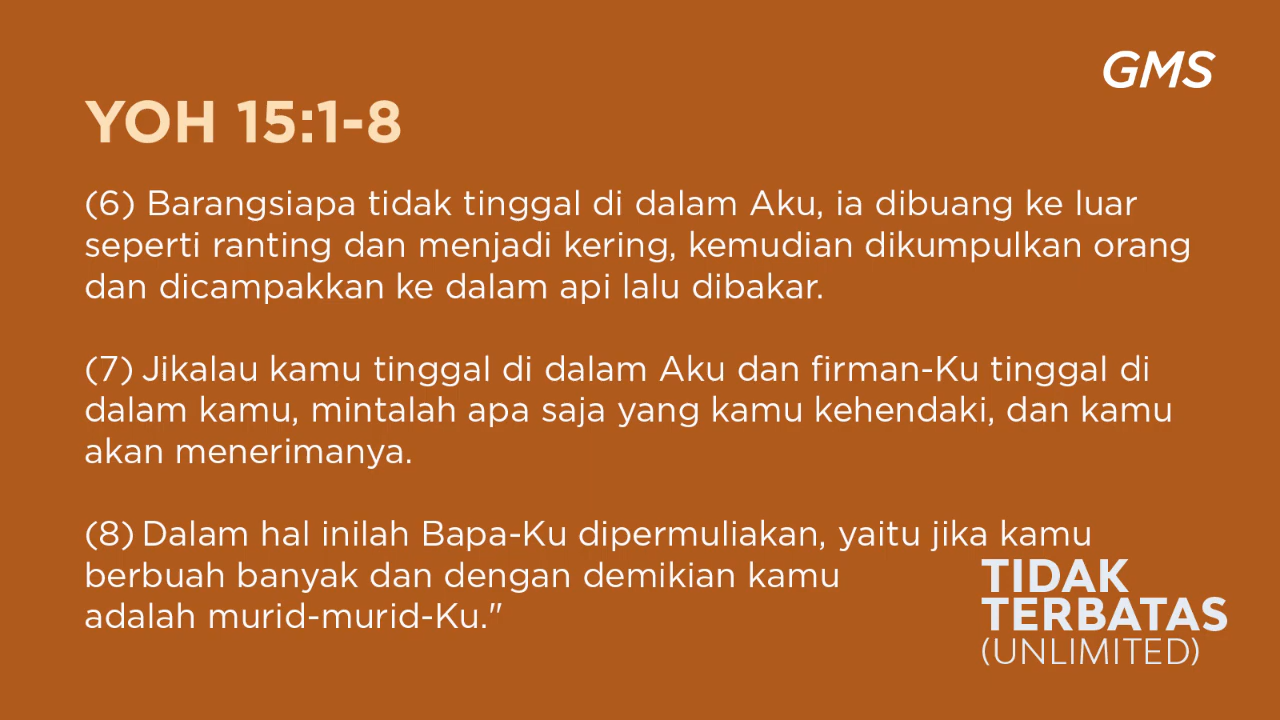 GMS
YOH 15:1-8
(6) Barangsiapa tidak tinggal di dalam Aku, ia dibuang ke luar
seperti ranting dan menjadi kering, kemudian dikumpulkan orang
dan dicampakkan ke dalam api lalu dibakar.
(7) Jikalau kamu tinggal di dalam Aku dan firman-Ku tinggal di
dalam kamu, mintalah apa saja yang kamu kehendaki, dan kamu
akan menerimanya.
(8) Dalam hal inilah Bapa-Ku dipermuliakan, yaitu jika kamu
berbuah banyak dan dengan demikian kamu
adalah murid-murid-Ku."
TIDAK
TERBATAS
(UNLIMITED)